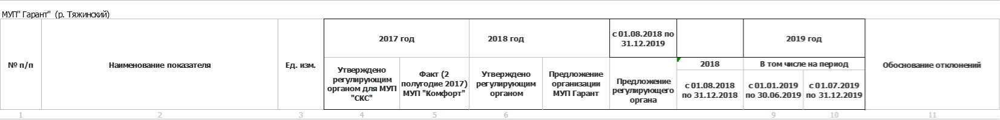 МУП" Гарант" (р. Тяжинский)
№ п/п
Наименование показателя
Ед. изм.
2017 год
2018 год
с 01.08.2018 по
31.12.2019
2019 год
Обоснование отклонений
Утверждено
регулирующим
органом для МУП
"СКС"
Факт (2
полугодие 2017)
МУП "Комфорт"
Утверждено
регулирующим
органом
Предложение
организации
МУП Гарант
Предложение
регулирующего
органа
2018
В том числе на период
с 01.08.2018
по 31.12.2018
с 01.01.2019
по 30.06.2019
с 01.07.2019
по 31.12.2019
1 2 3 4 5 6 9 10 11